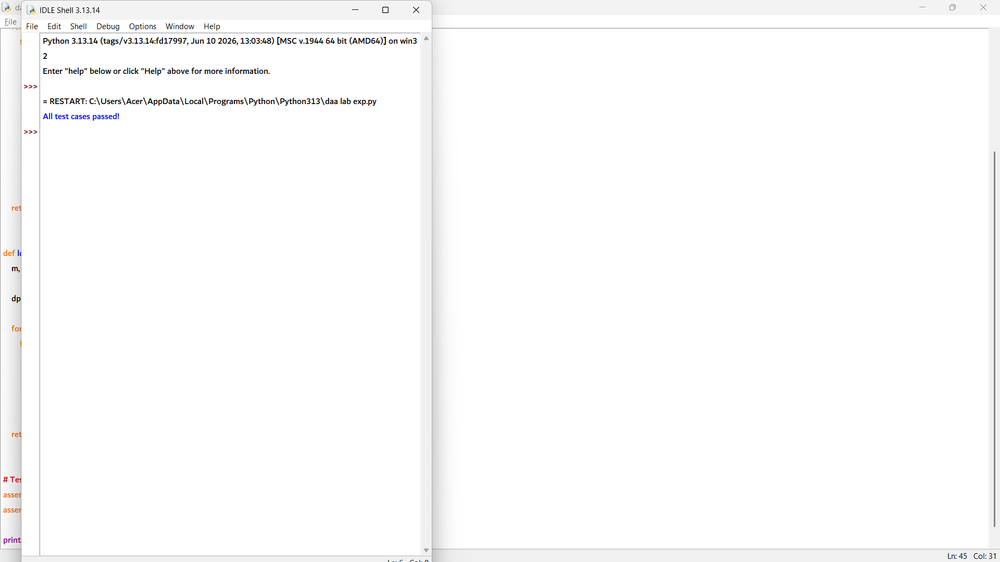 IDLE Shell 3.13.14
File
File Edit Shell Debug Options Window Help
Python 3.13.14 (tags/v3.13.14:fd17997, Jun 10 2026, 13:03:48) [MSC v.1944 64 bit (AMD64)] on win3
2
Enter "help" below or click "Help" above for more information.
>>>
= RESTART: C:\Users\Acer\AppData\Local\Programs\Python\Python313\daa lab exp.py
All test cases passed!
>>>
ret
def
m,
dp
for
ret
# Tes
asser
asser
print
Ln: 45 Col: 31